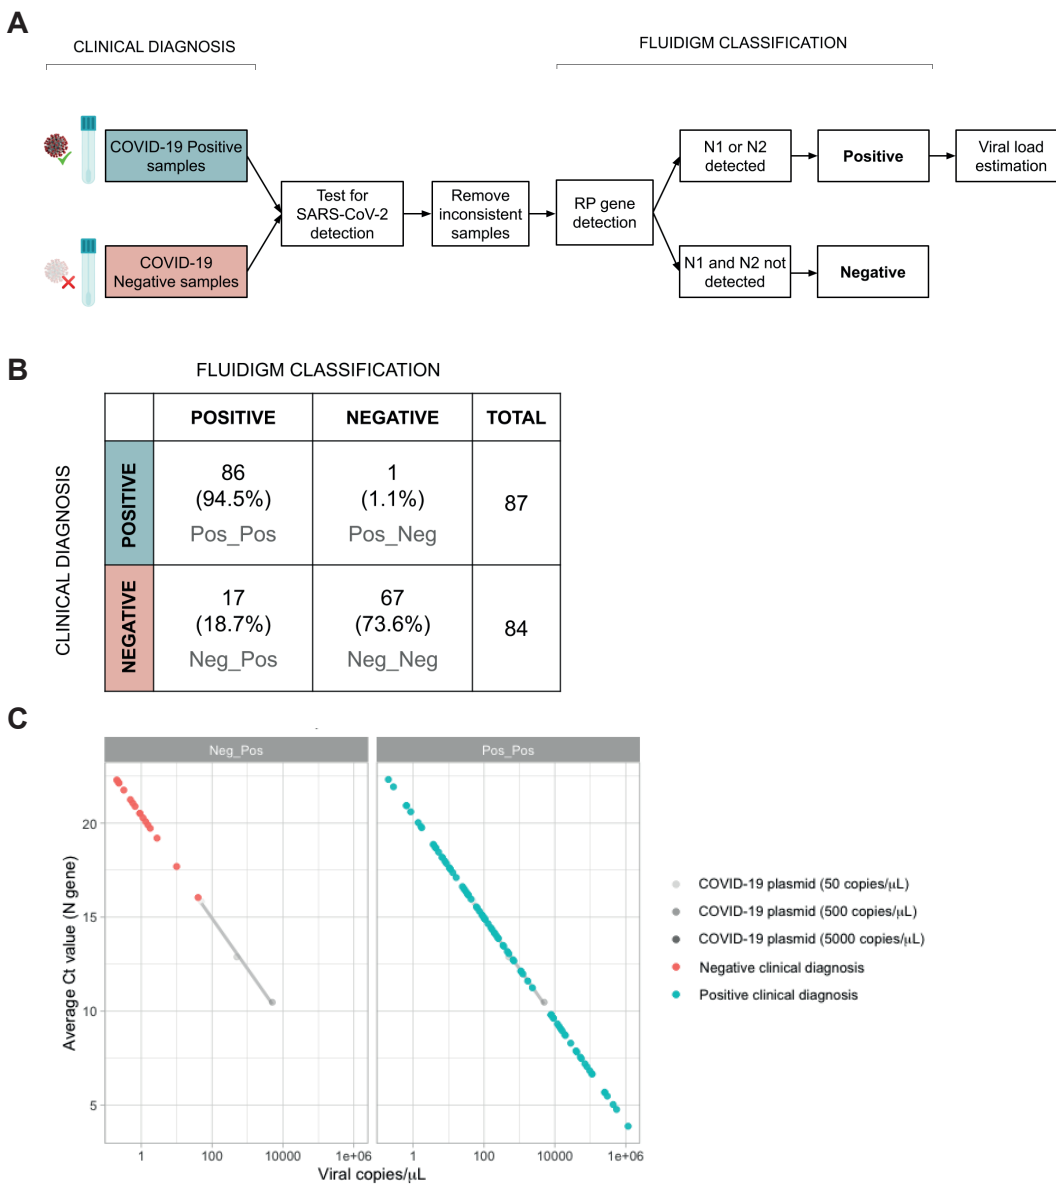 A
CLINICAL DIAGNOSIS
FLUIDIGM CLASSIFICATION
COVID-19 Positive
samples
COVID-19
Negative samples
Test for
SARS-CoV-2
detection
Remove
inconsistent
samples
RP gene
detection
N1 or N2
detected
Positive
Viral load
estimation
N1 and N2 not
detected
Negative
B
FLUIDIGM CLASSIFICATION
CLINICAL DIAGNOSIS
POSITIVE NEGATIVE TOTAL
POSITIVE
86
(94.5%)
Pos_Pos
1
(1.1%)
Pos_Neg
87
NEGATIVE
17
(18.7%)
Neg_Pos
67
(73.6%)
Neg_Neg
84
C
Neg_Pos
Pos_Pos
Average Ct value (N gene)
20
15
10
5
1 100 10000 1e+06
1 100 10000 1e+06
Viral copies/μL
COVID-19 plasmid (50 copies/μL)
COVID-19 plasmid (500 copies/μL)
COVID-19 plasmid (5000 copies/μL)
Negative clinical diagnosis
Positive clinical diagnosis